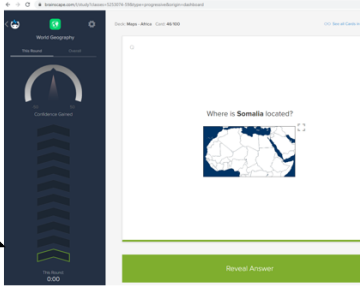 World Geography
This Round
Overall
Confidence Gained
This Round
0:00
Deck: Maps - Africa Card: 46/100
Where is Somalia located?
Reveal Answer